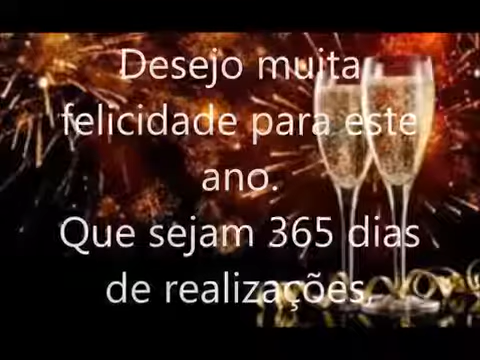 Desejo muita
felicidade para este
ano.
Que sejam 365 dias
de realizações,